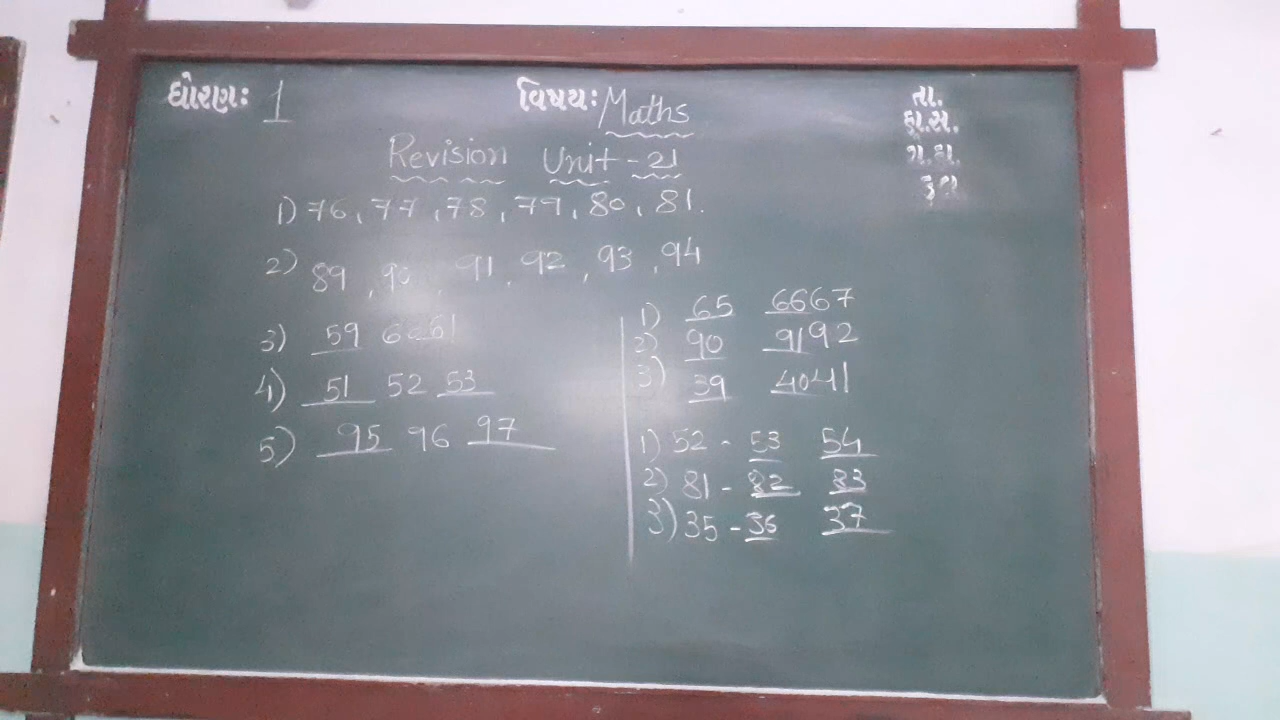 ધોરણ: 1
વિષય: Maths
તા.
Revision Unit - 21
1) 76, 77, 78, 79, 80, 81.
2) 89, 90, 91, 92, 93, 94
3) 59 60 61
4) 51 52 53
5) 95 96 97
1) 65 66 67
2) 90 91 92
3) 39 40 41
1) 52 - 53 54
2) 81 - 82 83
3) 35 - 36 37